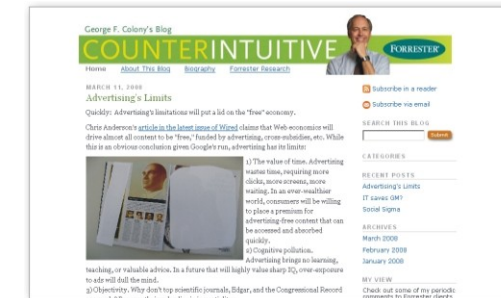 George F. Colony's Blog
COUNTERINTUITIVE
FORRESTER
Home About This Blog Biography Forrester Research
MARCH 11, 2008
Advertising's Limits
Quickly: Advertising's limitations will put a lid on the "free" economy.
Chris Anderson's article in the latest issue of Wired claims that Web economics will
drive almost all content to be "free," funded by advertising, cross-subsidies, etc. While
this is an obvious conclusion given Google's run, advertising has its limits:
1) The value of time. Advertising
wastes time, requiring more
clicks, more screens, more
waiting. In an ever-wealthier
world, consumers will be willing
to place a premium for
advertising-free content that can
be accessed and absorbed
quickly.
2) Cognitive pollution.
Advertising brings no learning,
teaching, or valuable advice. In a future that will highly value sharp IQ, over-exposure
to ads will dull the mind.
3) Objectivity. Why don't top scientific journals, Edgar, and the Congressional Record
Subscribe in a reader
Subscribe via email
SEARCH THIS BLOG
Submit
CATEGORIES
RECENT POSTS
Advertising's Limits
IT saves GM?
Social Sigma
ARCHIVES
March 2008
February 2008
January 2008
MY VIEW
Check out some of my periodic
comments to Forrester clients